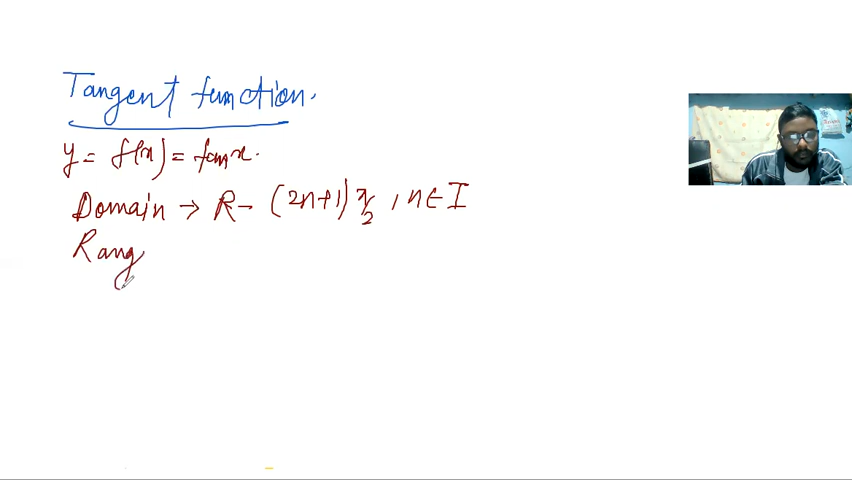 Tangent function.
y = f(x) = tan x.
Domain → R - (2n+1) π/2 , n ∈ I
Rang